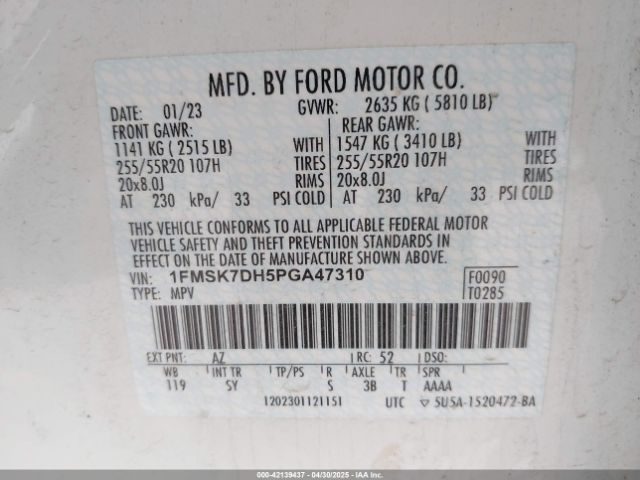 MFD. BY FORD MOTOR CO.
DATE: 01/23 GVWR: 2635 KG ( 5810 LB)
FRONT GAWR: REAR GAWR:
1141 KG ( 2515 LB) WITH 1547 KG ( 3410 LB) WITH
255/55R20 107H TIRES 255/55R20 107H TIRES
20x8.0J RIMS 20x8.0J RIMS
AT 230 kPa/ 33 PSI COLD AT 230 kPa/ 33 PSI COLD
THIS VEHICLE CONFORMS TO ALL APPLICABLE FEDERAL MOTOR
VEHICLE SAFETY AND THEFT PREVENTION STANDARDS IN
EFFECT ON THE DATE OF MANUFACTURE SHOWN ABOVE.
VIN: 1FMSK7DH5PGA47310 F0090
TYPE: MPV T0285
EXT PNT: AZ RC: 52 DSO:
WB INT TR TP/PS R AXLE TR SPR
119 SY S 3B T AAAA
1202301121151 UTC ▽ 5U5A-1520472-BA
000-42139437 - 04/30/2025 - IAA Inc.